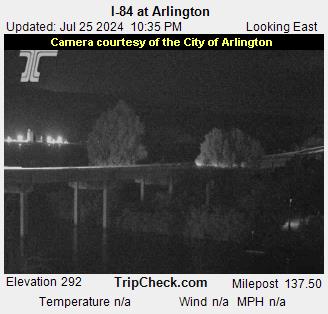 I-84 at Arlington
Updated: Jul 25 2024 10:35 PM Looking East
Camera courtesy of the City of Arlington
Elevation 292 TripCheck.com Milepost 137.50
Temperature n/a Wind n/a MPH n/a